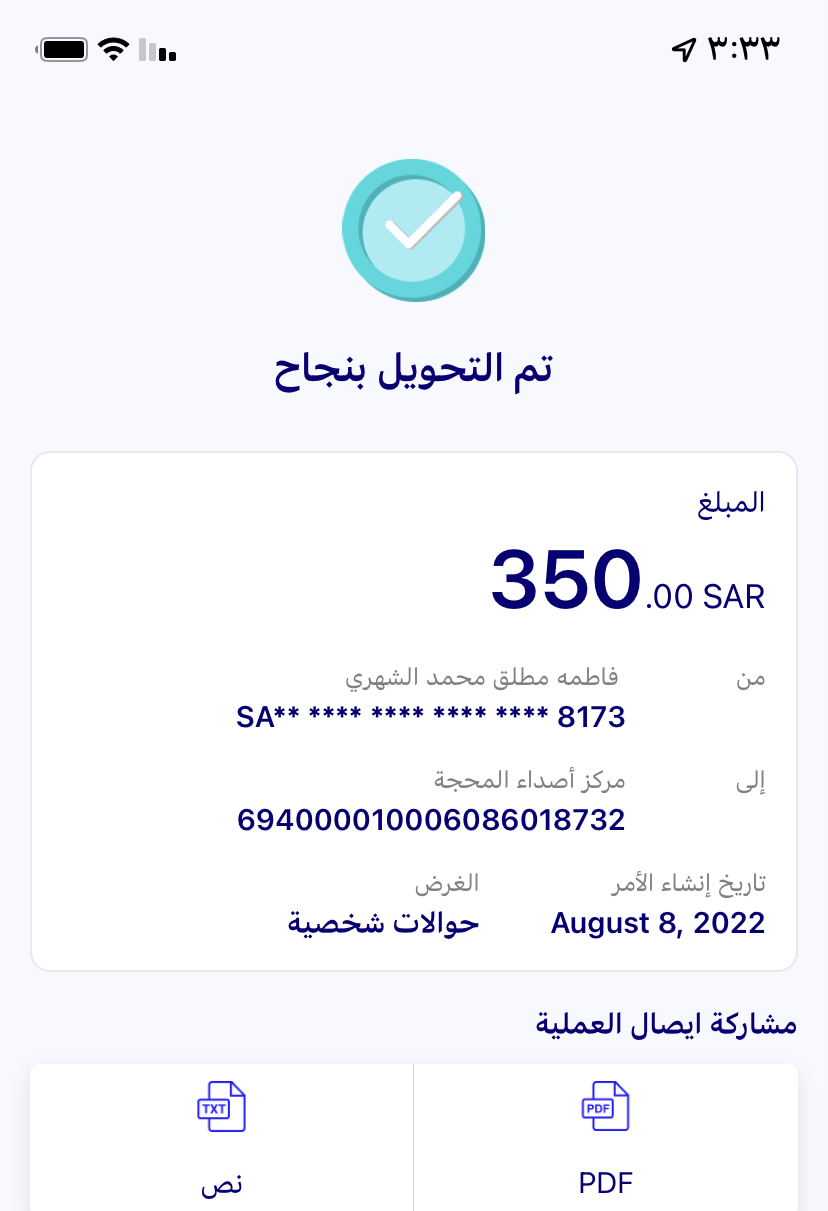 ٣:٣٣
تم التحويل بنجاح
المبلغ
350.00 SAR
من
فاطمه مطلق محمد الشهري
SA** **** **** **** **** 8173
إلى
مركز أصداء المحجة
694000010006086018732
تاريخ إنشاء الأمر
August 8, 2022
الغرض
حوالات شخصية
مشاركة ايصال العملية
PDF
PDF
TXT
نص